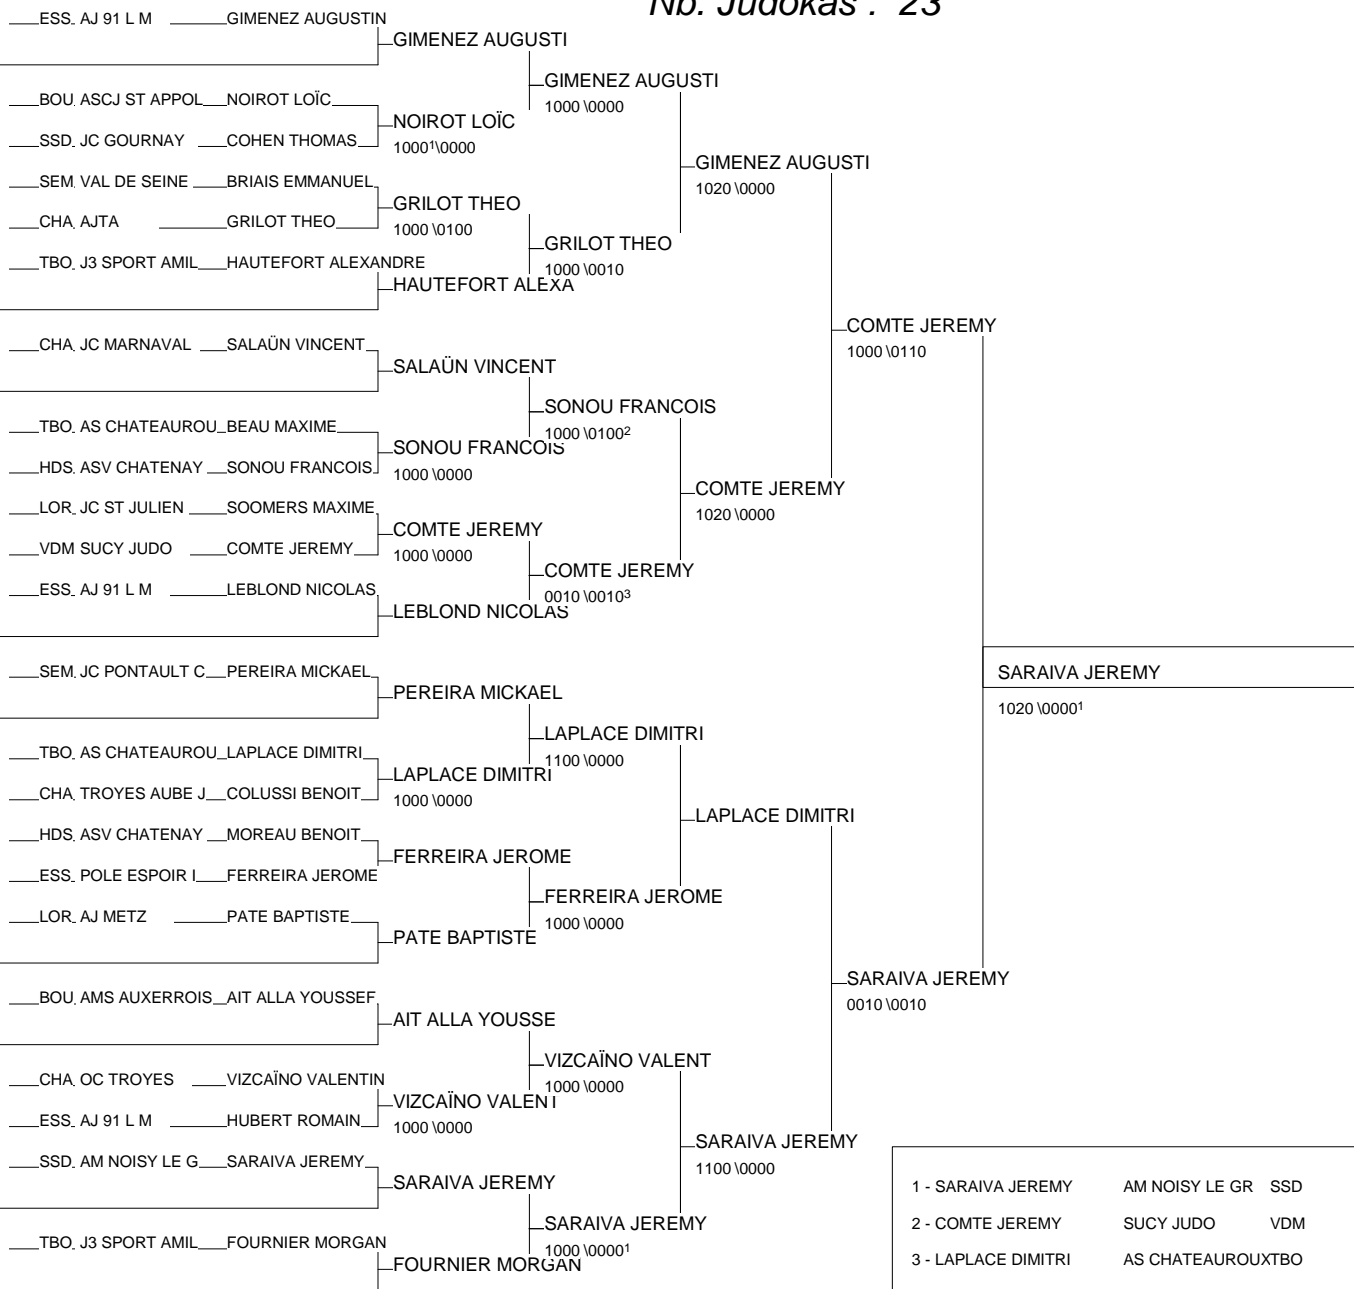 Nb. Judokas : 23
ESS AJ 91 L M GIMENEZ AUGUSTIN
GIMENEZ AUGUSTI
GIMENEZ AUGUSTI
1000 \0000
BOU ASCJ ST APPOL NOIROT LOÏC
NOIROT LOÏC
1000¹\0000
SSD JC GOURNAY COHEN THOMAS
GIMENEZ AUGUSTI
1020 \0000
SEM VAL DE SEINE BRIAIS EMMANUEL
GRILOT THEO
1000 \0100
CHA AJTA GRILOT THEO
GRILOT THEO
1000 \0010
TBO J3 SPORT AMIL HAUTEFORT ALEXANDRE
HAUTEFORT ALEXA
COMTE JEREMY
1000 \0110
CHA JC MARNAVAL SALAÜN VINCENT
SALAÜN VINCENT
SONOU FRANCOIS
1000 \0100²
TBO AS CHATEAUROU BEAU MAXIME
SONOU FRANCOIS
1000 \0000
HDS ASV CHATENAY SONOU FRANCOIS
COMTE JEREMY
1020 \0000
LOR JC ST JULIEN SOOMERS MAXIME
COMTE JEREMY
1000 \0000
VDM SUCY JUDO COMTE JEREMY
COMTE JEREMY
0010 \0010³
ESS AJ 91 L M LEBLOND NICOLAS
LEBLOND NICOLAS
SARAIVA JEREMY
1020 \0000¹
SEM JC PONTAULT C PEREIRA MICKAEL
PEREIRA MICKAEL
LAPLACE DIMITRI
1100 \0000
TBO AS CHATEAUROU LAPLACE DIMITRI
LAPLACE DIMITRI
1000 \0000
CHA TROYES AUBE J COLUSSI BENOIT
LAPLACE DIMITRI
HDS ASV CHATENAY MOREAU BENOIT
FERREIRA JEROME
ESS POLE ESPOIR I FERREIRA JEROME
FERREIRA JEROME
1000 \0000
LOR AJ METZ PATE BAPTISTE
PATE BAPTISTE
SARAIVA JEREMY
0010 \0010
BOU AMS AUXERROIS AIT ALLA YOUSSEF
AIT ALLA YOUSSE
VIZCAÏNO VALENT
1000 \0000
CHA OC TROYES VIZCAÏNO VALENTIN
VIZCAÏNO VALENT
1000 \0000
ESS AJ 91 L M HUBERT ROMAIN
SARAIVA JEREMY
1100 \0000
SSD AM NOISY LE G SARAIVA JEREMY
SARAIVA JEREMY
SARAIVA JEREMY
1000 \0000¹
TBO J3 SPORT AMIL FOURNIER MORGAN
FOURNIER MORGAN
1 - SARAIVA JEREMY AM NOISY LE GR SSD
2 - COMTE JEREMY SUCY JUDO VDM
3 - LAPLACE DIMITRI AS CHATEAUROUXTBO